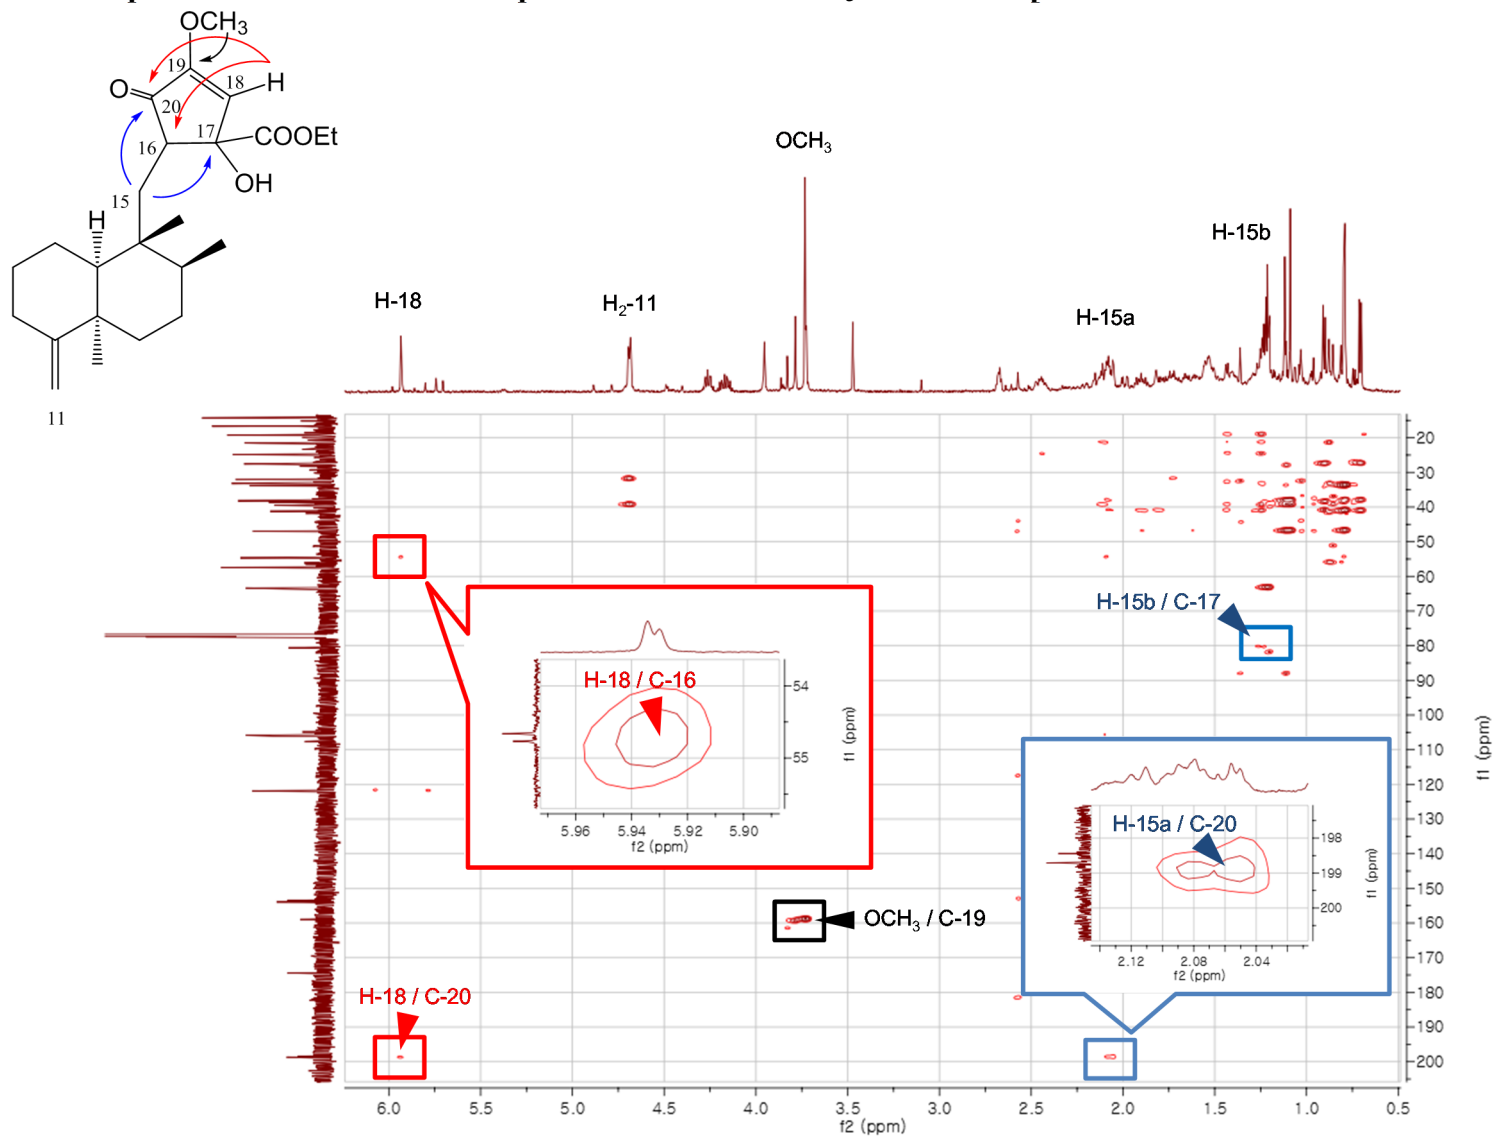 OCH3
19
H
18
O
20
17
COOEt
16
OH
15
H
11
OCH3
H-15b
H-18
H2-11
H-15a
20
30
40
50
60
70
80
90
100
110
120
130
140
150
160
170
180
190
200
f1 (ppm)
H-15b / C-17
H-18 / C-16
54
55
f1 (ppm)
5.96 5.94 5.92 5.90
f2 (ppm)
H-15a / C-20
198
199
200
f1 (ppm)
2.12 2.08 2.04
f2 (ppm)
OCH3 / C-19
H-18 / C-20
6.0 5.5 5.0 4.5 4.0 3.5 3.0 2.5 2.0 1.5 1.0 0.5
f2 (ppm)